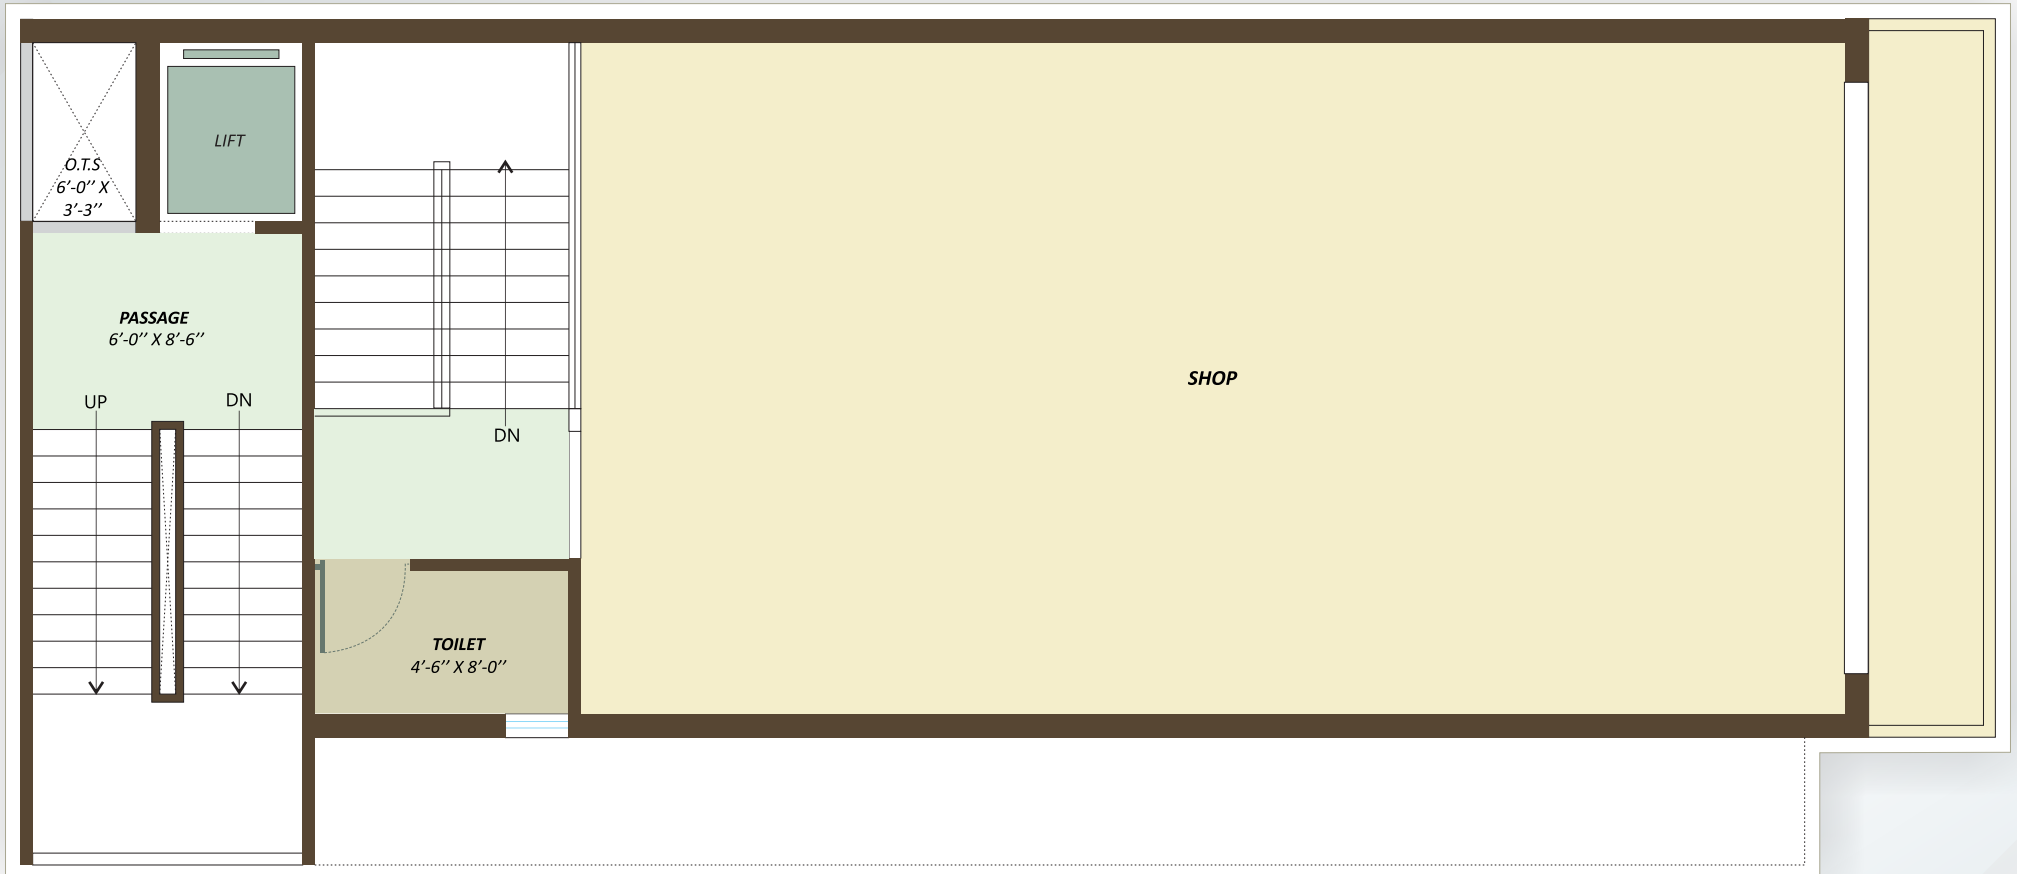 LIFT
O.T.S
6’-0’’ X
3’-3’’
PASSAGE
6’-0’’ X 8’-6’’
UP
DN
DN
SHOP
TOILET
4’-6’’ X 8’-0’’